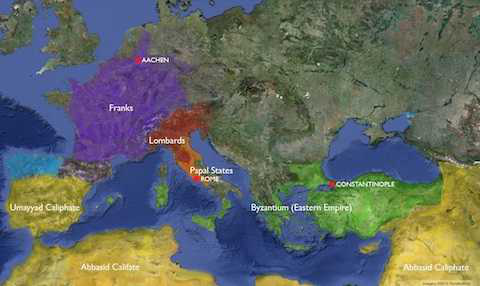 AACHEN
Franks
Lombards
Papal States
ROME
CONSTANTINOPLE
Umayyad Caliphate
Byzantium (Eastern Empire)
Abbasid Califate
Abbasid Caliphate